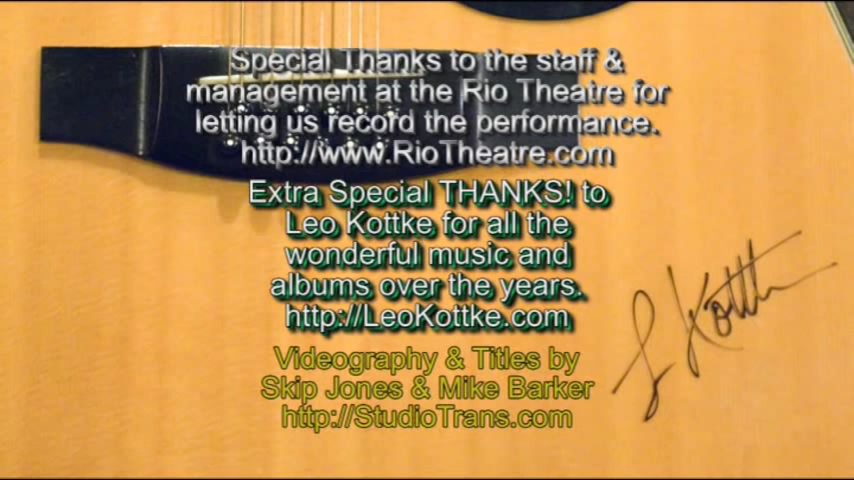 Special Thanks to the staff &
management at the Rio Theatre for
letting us record the performance.
http://www.RioTheatre.com
Extra Special THANKS! to
Leo Kottke for all the
wonderful music and
albums over the years.
http://LeoKottke.com
L Kottke
Videography & Titles by
Skip Jones & Mike Barker
http://StudioTrans.com